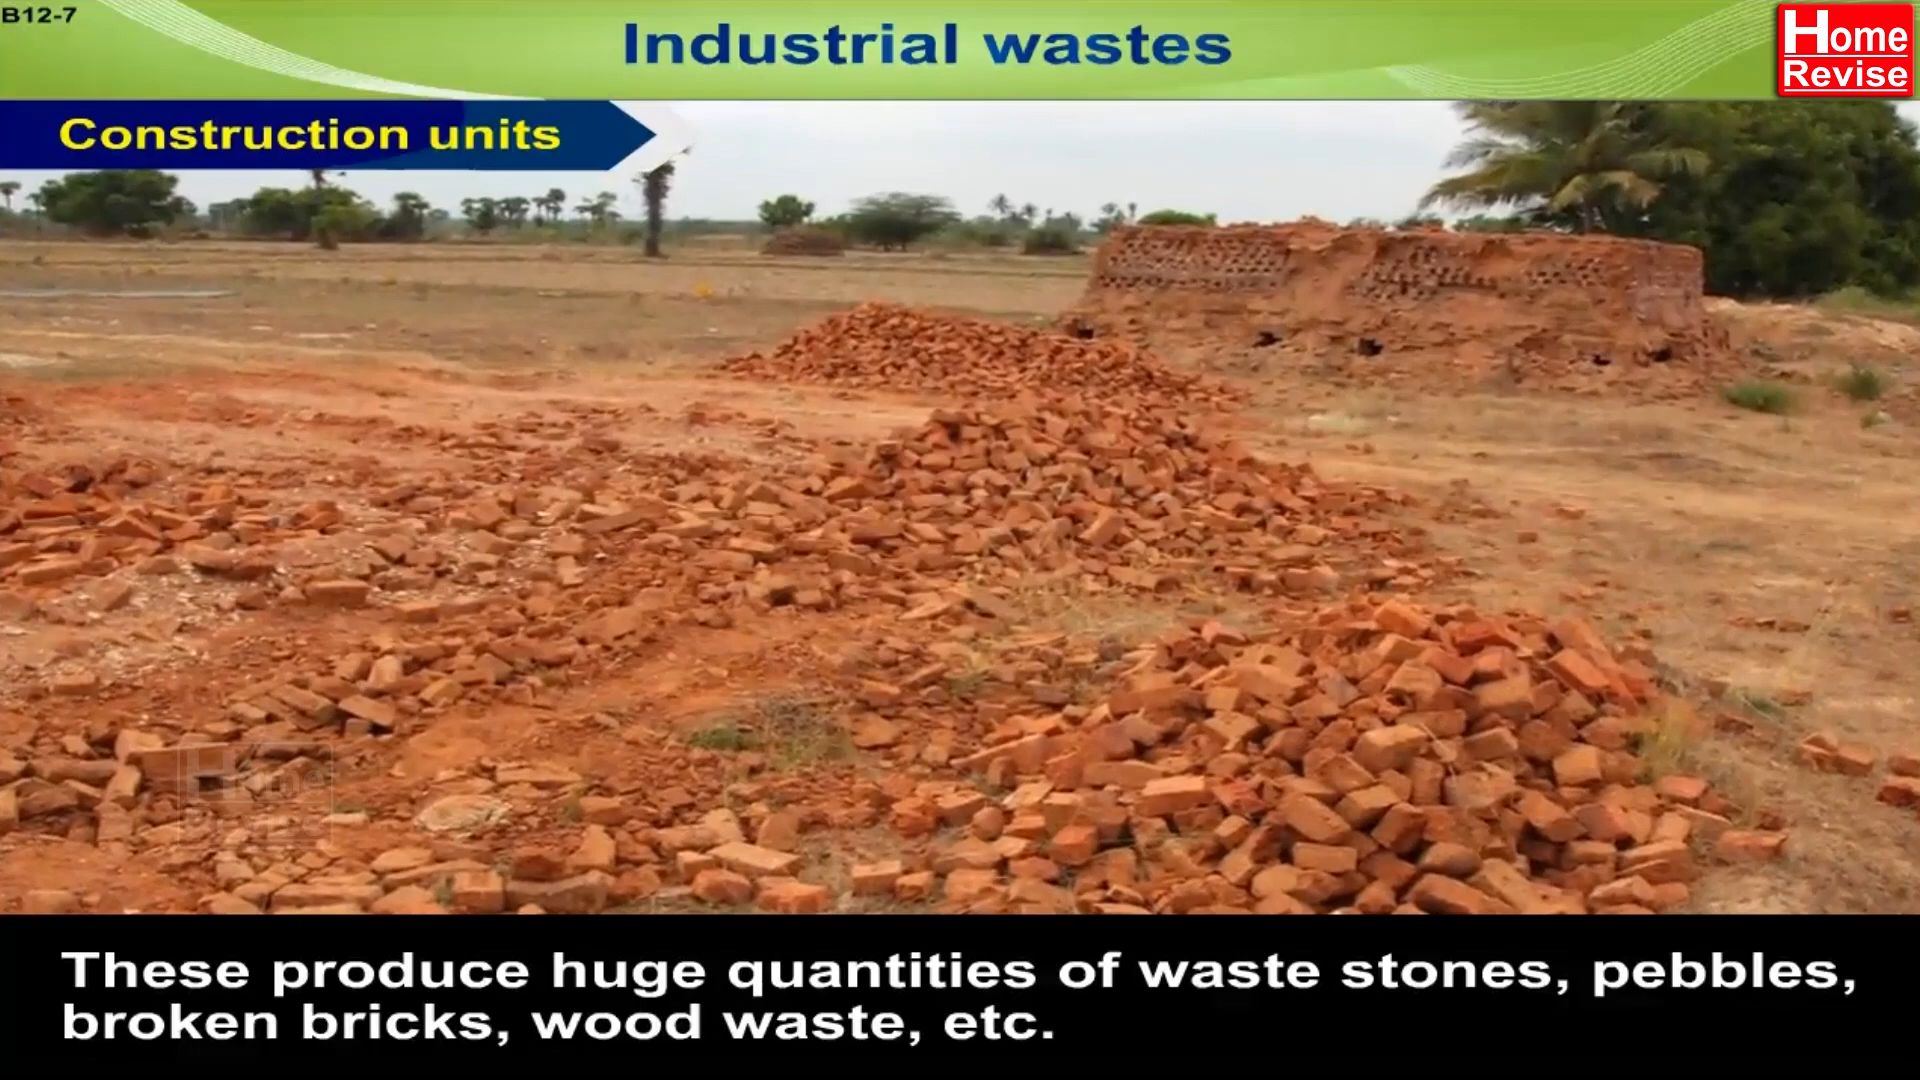 B12-7
Industrial wastes
Home
Revise
Construction units
These produce huge quantities of waste stones, pebbles,
broken bricks, wood waste, etc.